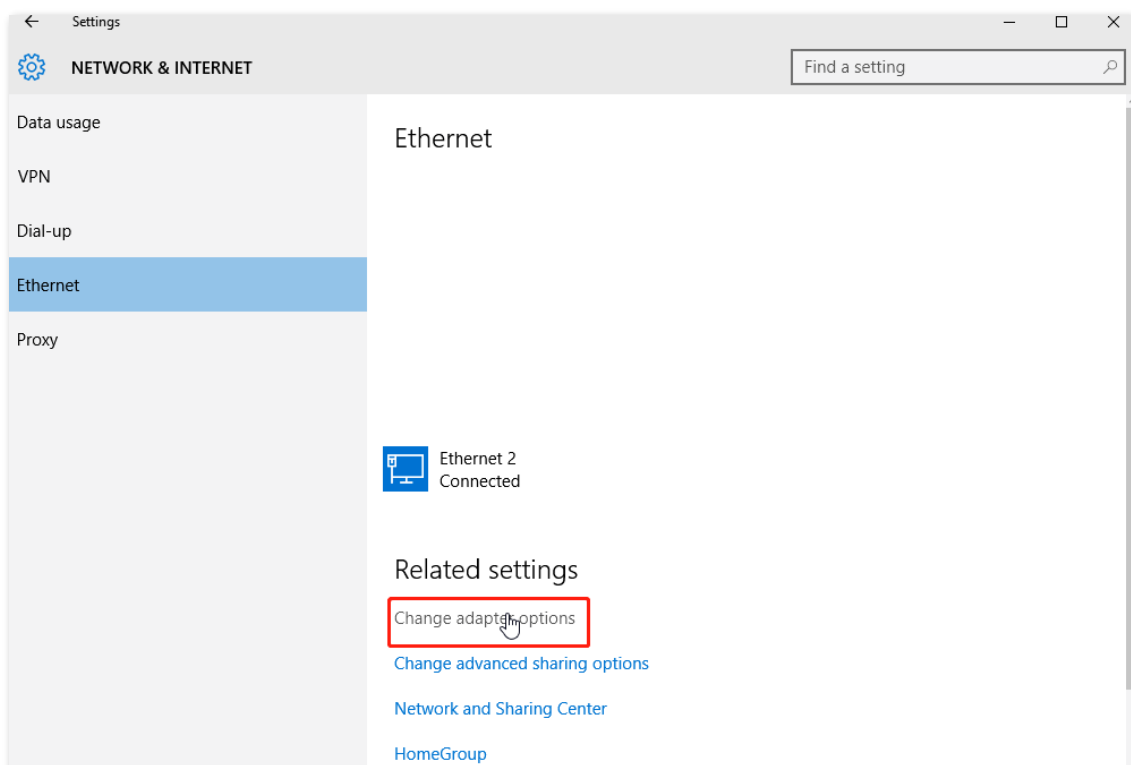 Settings
NETWORK & INTERNET
Find a setting
Data usage
VPN
Dial-up
Ethernet
Proxy
Ethernet
Ethernet 2
Connected
Related settings
Change adapter options
Change advanced sharing options
Network and Sharing Center
HomeGroup